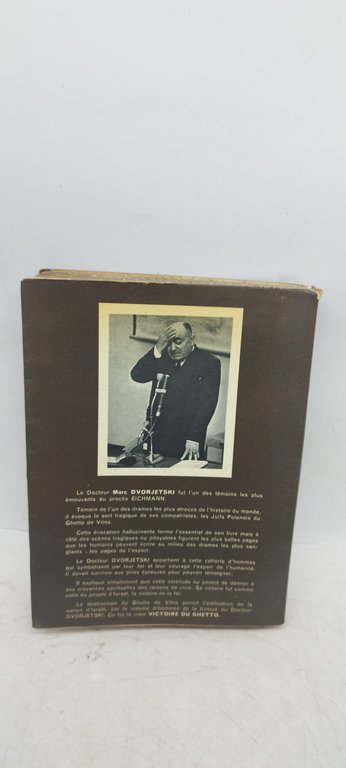 Le Docteur Marc DVORJETSKI fut l'un des témoins les plus
émouvants au procès EICHMANN.
Témoin de l'un des drames les plus atroces de l'histoire du monde,
il évoque le sort tragique de ses compatriotes, les Juifs Polonais du
Ghetto de Vilna.
Cette évocation hallucinante forme l'essentiel de son livre mais à
côté des scènes tragiques ou pitoyables figurent les plus belles pages
que les humains peuvent écrire au milieu des drames les plus san-
glants : les pages de l'espoir.
Le Docteur DVORJETSKI appartient à cette cohorte d'hommes
qui symbolisent par leur foi et leur courage l'espoir de l'humanité.
Il devait survivre aux pires épreuves pour pouvoir témoigner.
Il explique simplement que cette certitude lui permit de donner à
ses croyances spirituelles des raisons de vivre. Sa victoire fut comme
celle du peuple d'Israël, la victoire de la foi.
La destruction du Ghetto de Vilna permit l'édification de la
nation d'Israël, par la volonté d'hommes de la trempe du Docteur
DVORJETSKI. Ce fut la vraie VICTOIRE DU GHETTO.